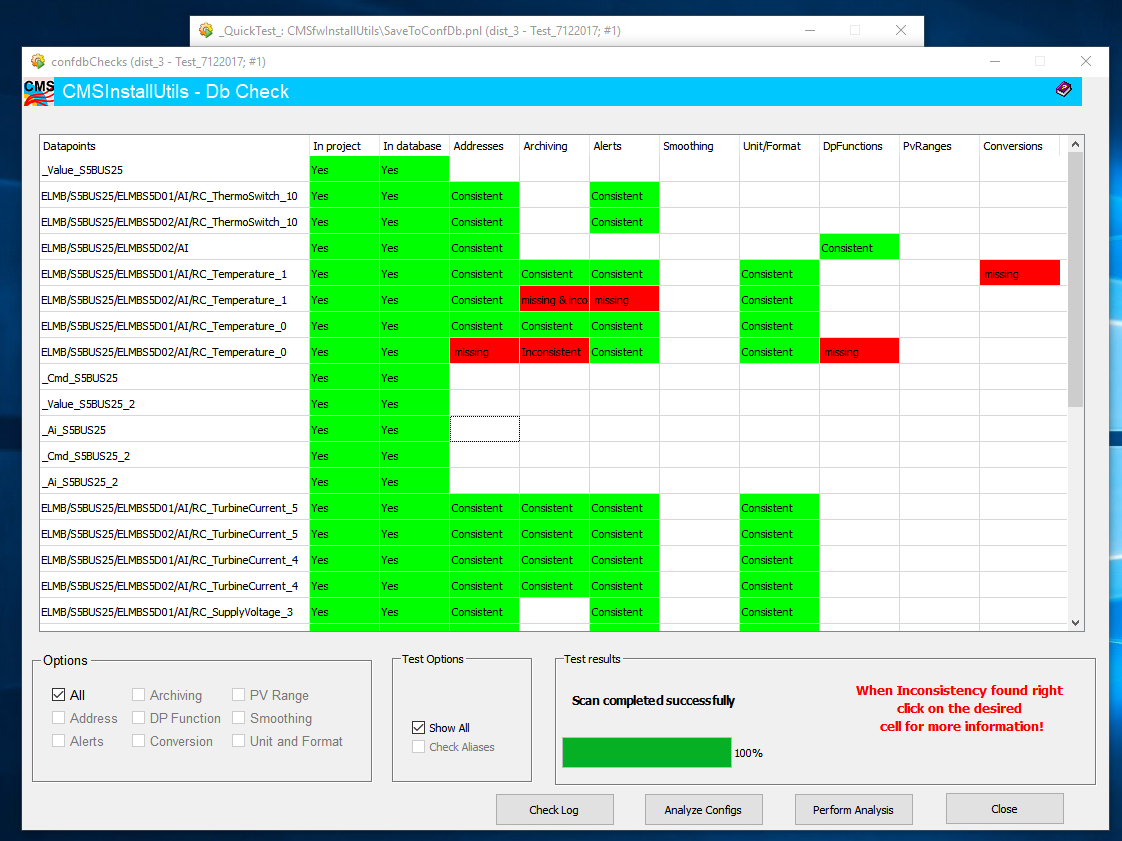 _QuickTest_: CMSfwInstallUtils\SaveToConfDb.pnl (dist_3 - Test_7122017; #1)
confdbChecks (dist_3 - Test_7122017; #1)
CMS CMSInstallUtils - Db Check
Datapoints In project In database Addresses Archiving Alerts Smoothing Unit/Format DpFunctions PvRanges Conversions
_Value_S5BUS25 Yes Yes
ELMB/S5BUS25/ELMBS5D01/AI/RC_ThermoSwitch_10 Yes Yes Consistent Consistent
ELMB/S5BUS25/ELMBS5D02/AI/RC_ThermoSwitch_10 Yes Yes Consistent Consistent
ELMB/S5BUS25/ELMBS5D02/AI Yes Yes Consistent Consistent
ELMB/S5BUS25/ELMBS5D01/AI/RC_Temperature_1 Yes Yes Consistent Consistent Consistent Consistent missing
ELMB/S5BUS25/ELMBS5D02/AI/RC_Temperature_1 Yes Yes Consistent missing & inco missing Consistent
ELMB/S5BUS25/ELMBS5D01/AI/RC_Temperature_0 Yes Yes Consistent Consistent Consistent Consistent
ELMB/S5BUS25/ELMBS5D02/AI/RC_Temperature_0 Yes Yes missing Inconsistent Consistent Consistent missing
_Cmd_S5BUS25 Yes Yes
_Value_S5BUS25_2 Yes Yes
_Ai_S5BUS25 Yes Yes
_Cmd_S5BUS25_2 Yes Yes
_Ai_S5BUS25_2 Yes Yes
ELMB/S5BUS25/ELMBS5D01/AI/RC_TurbineCurrent_5 Yes Yes Consistent Consistent Consistent Consistent
ELMB/S5BUS25/ELMBS5D02/AI/RC_TurbineCurrent_5 Yes Yes Consistent Consistent Consistent Consistent
ELMB/S5BUS25/ELMBS5D01/AI/RC_TurbineCurrent_4 Yes Yes Consistent Consistent Consistent Consistent
ELMB/S5BUS25/ELMBS5D02/AI/RC_TurbineCurrent_4 Yes Yes Consistent Consistent Consistent Consistent
ELMB/S5BUS25/ELMBS5D01/AI/RC_SupplyVoltage_3 Yes Yes Consistent Consistent Consistent
Options
All Archiving PV Range
Address DP Function Smoothing
Alerts Conversion Unit and Format
Test Options
Show All
Check Aliases
Test results
Scan completed successfully
100%
When Inconsistency found right
click on the desired
cell for more information!
Check Log Analyze Configs Perform Analysis Close